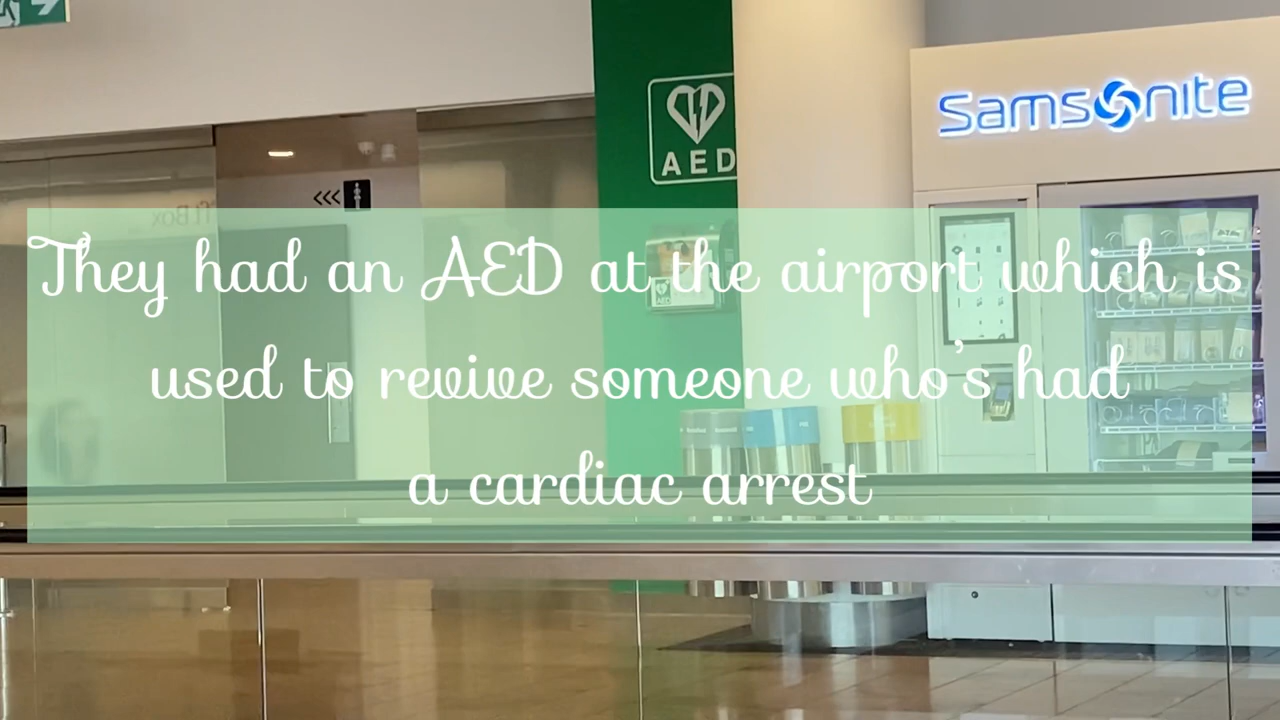 AED
Samsonite
They had an AED at the airport which is
used to revive someone who's had
a cardiac arrest
AED